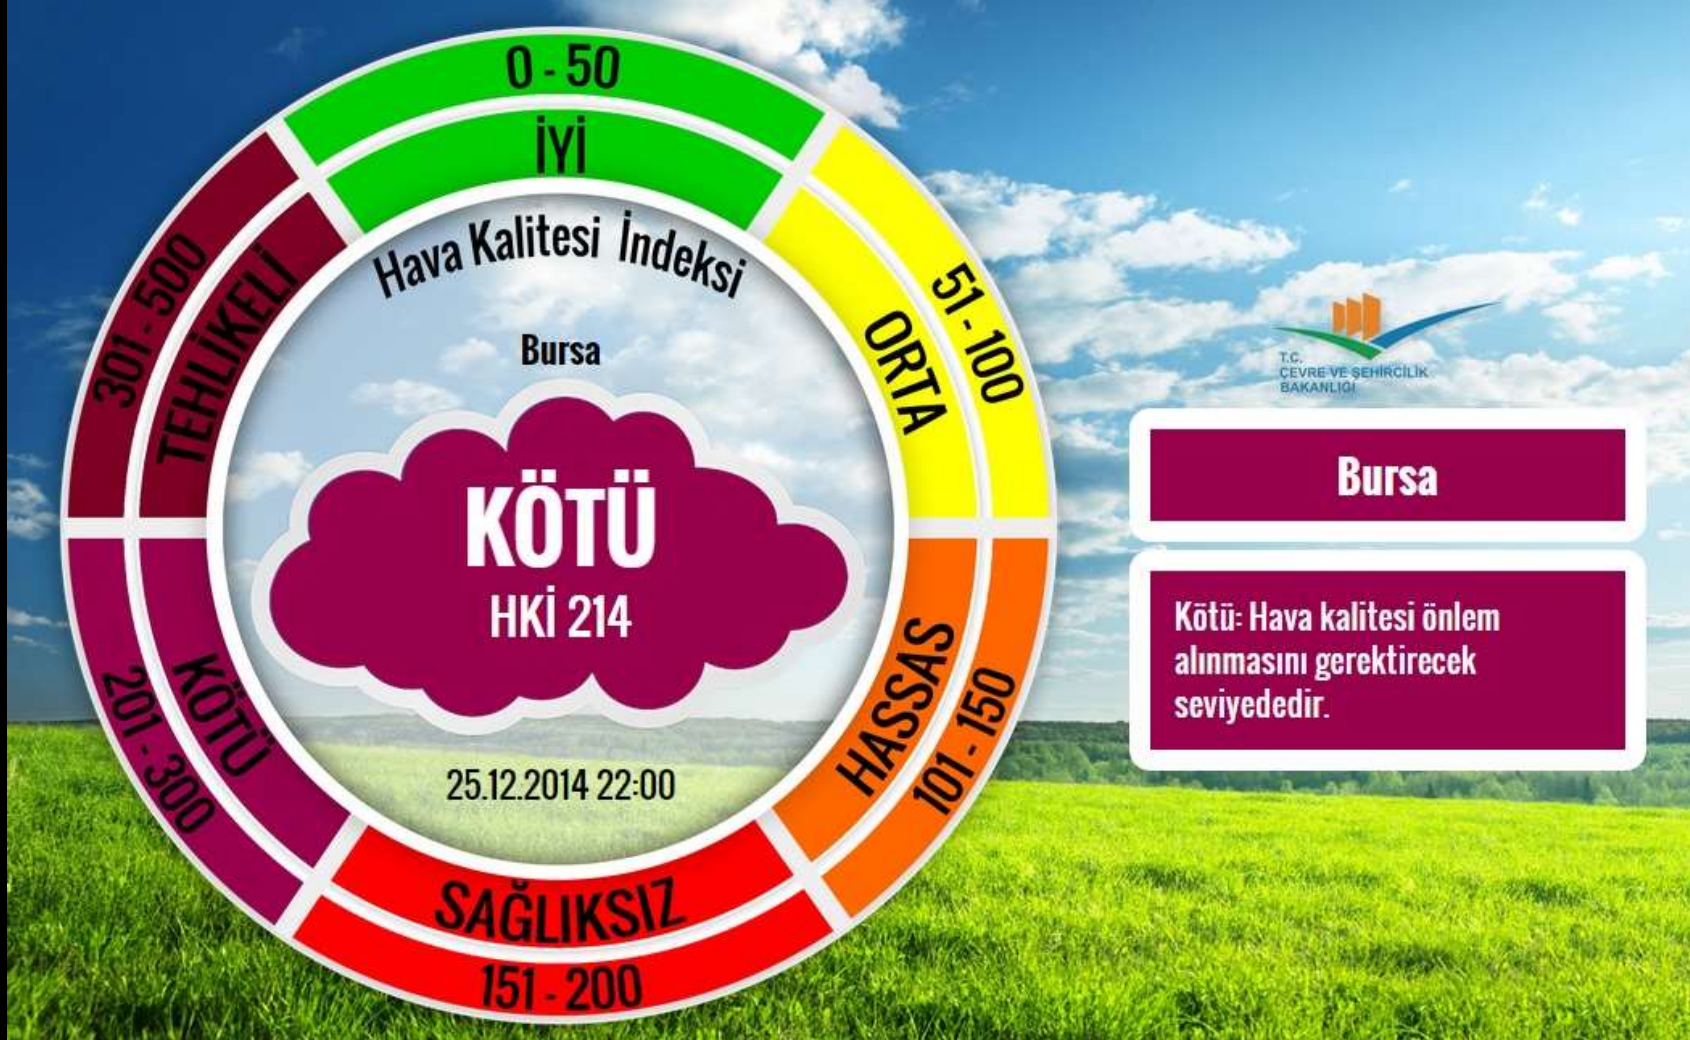 0 - 50
İYİ
51 - 100
ORTA
101 - 150
HASSAS
151 - 200
SAĞLIKSIZ
201 - 300
KÖTÜ
301 - 500
TEHLİKELİ
Hava Kalitesi İndeksi
Bursa
KÖTÜ
HKİ 214
25.12.2014 22:00
T.C.
ÇEVRE VE ŞEHİRCİLİK
BAKANLIĞI
Bursa
Kötü: Hava kalitesi önlem
alınmasını gerektirecek
seviyededir.